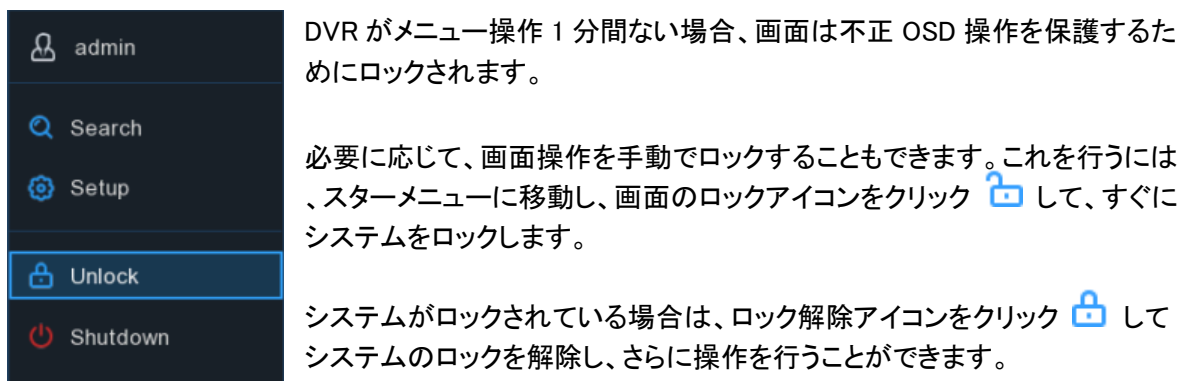 admin
Search
Setup
Unlock
Shutdown
DVR がメニュー操作 1 分間ない場合、画面は不正 OSD 操作を保護するた
めにロックされます。
必要に応じて、画面操作を手動でロックすることもできます。これを行うには
、スターメニューに移動し、画面のロックアイコンをクリック して、すぐに
システムをロックします。
システムがロックされている場合は、ロック解除アイコンをクリック して
システムのロックを解除し、さらに操作を行うことができます。